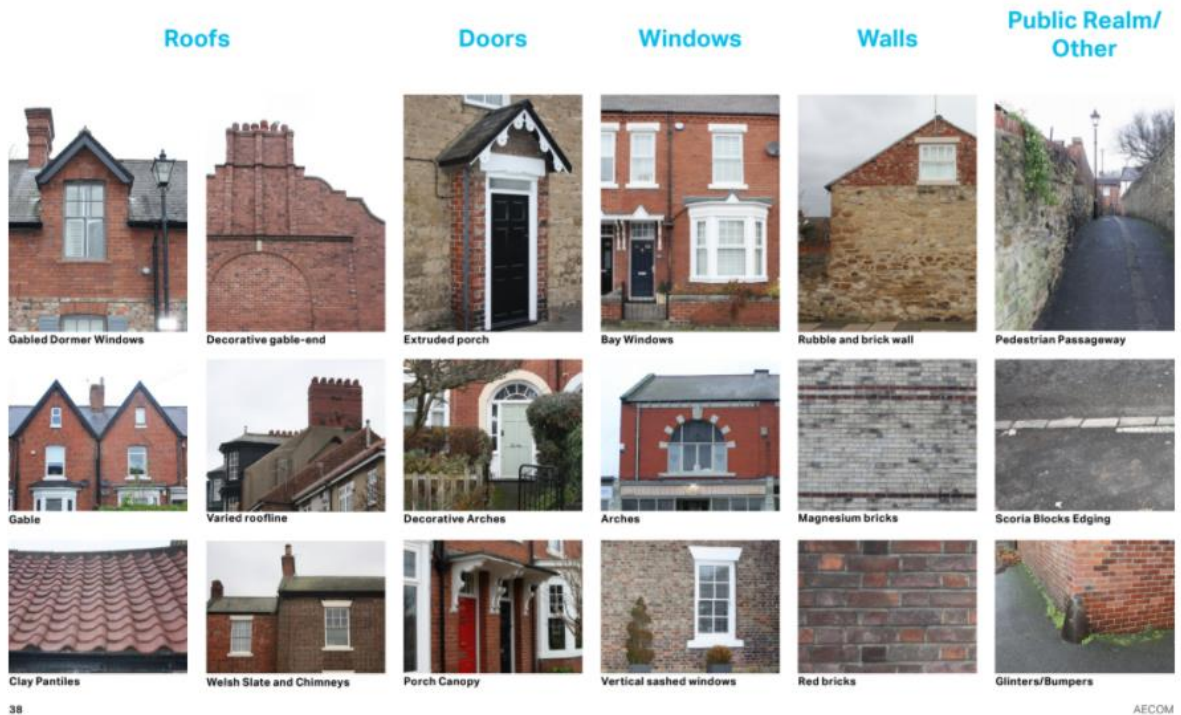 Roofs
Doors
Windows
Walls
Public Realm/
Other
Gabled Dormer Windows
Decorative gable-end
Extruded porch
Bay Windows
Rubble and brick wall
Pedestrian Passageway
Gable
Varied roofline
Decorative Arches
Arches
Magnesium bricks
Scoria Blocks Edging
Clay Pantiles
Welsh Slate and Chimneys
Porch Canopy
Vertical sashed windows
Red bricks
Glinters/Bumpers
38
AECOM